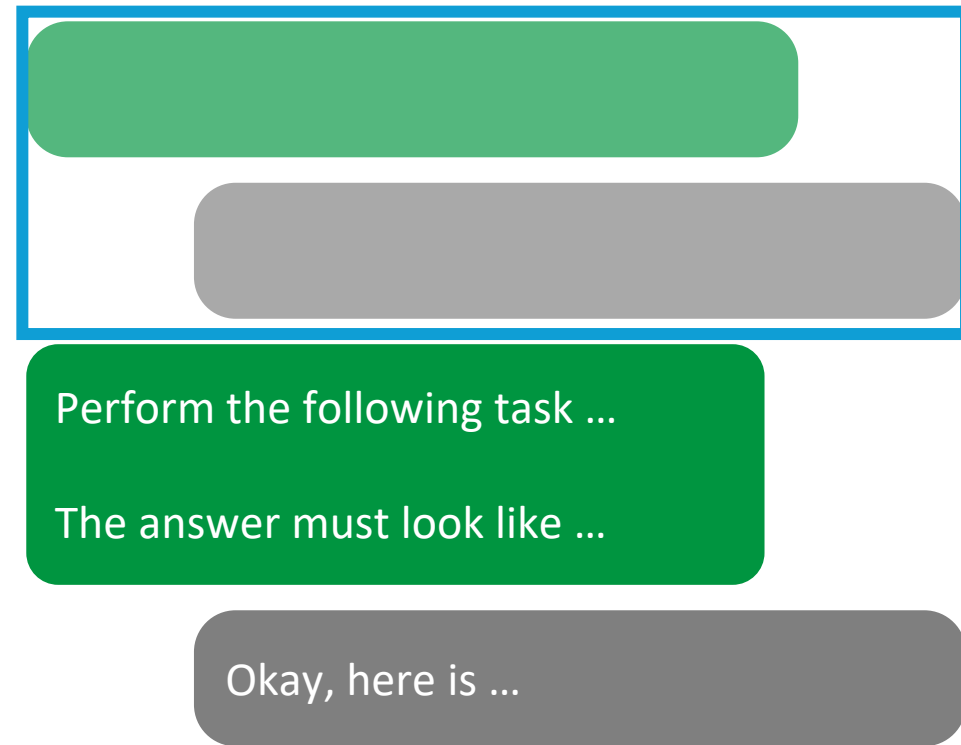 Perform the following task …
The answer must look like …
Okay, here is …